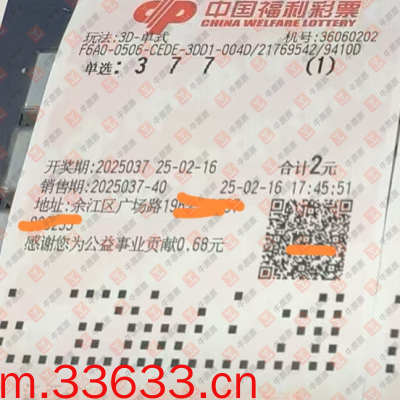 中国福利彩票
CHINA WELFARE LOTTERY
玩法:3D-单式 机号:36060202
F6A0-0506-CEDE-3DD1-004D/21769542/9410D
单选: 3 7 7 (1)
开奖期:2025037 25-02-16 合计2元
销售期:2025037-40 25-02-16 17:45:51
地址:余江区广场路19
感谢您为公益事业贡献0.68元
m.33633.cn